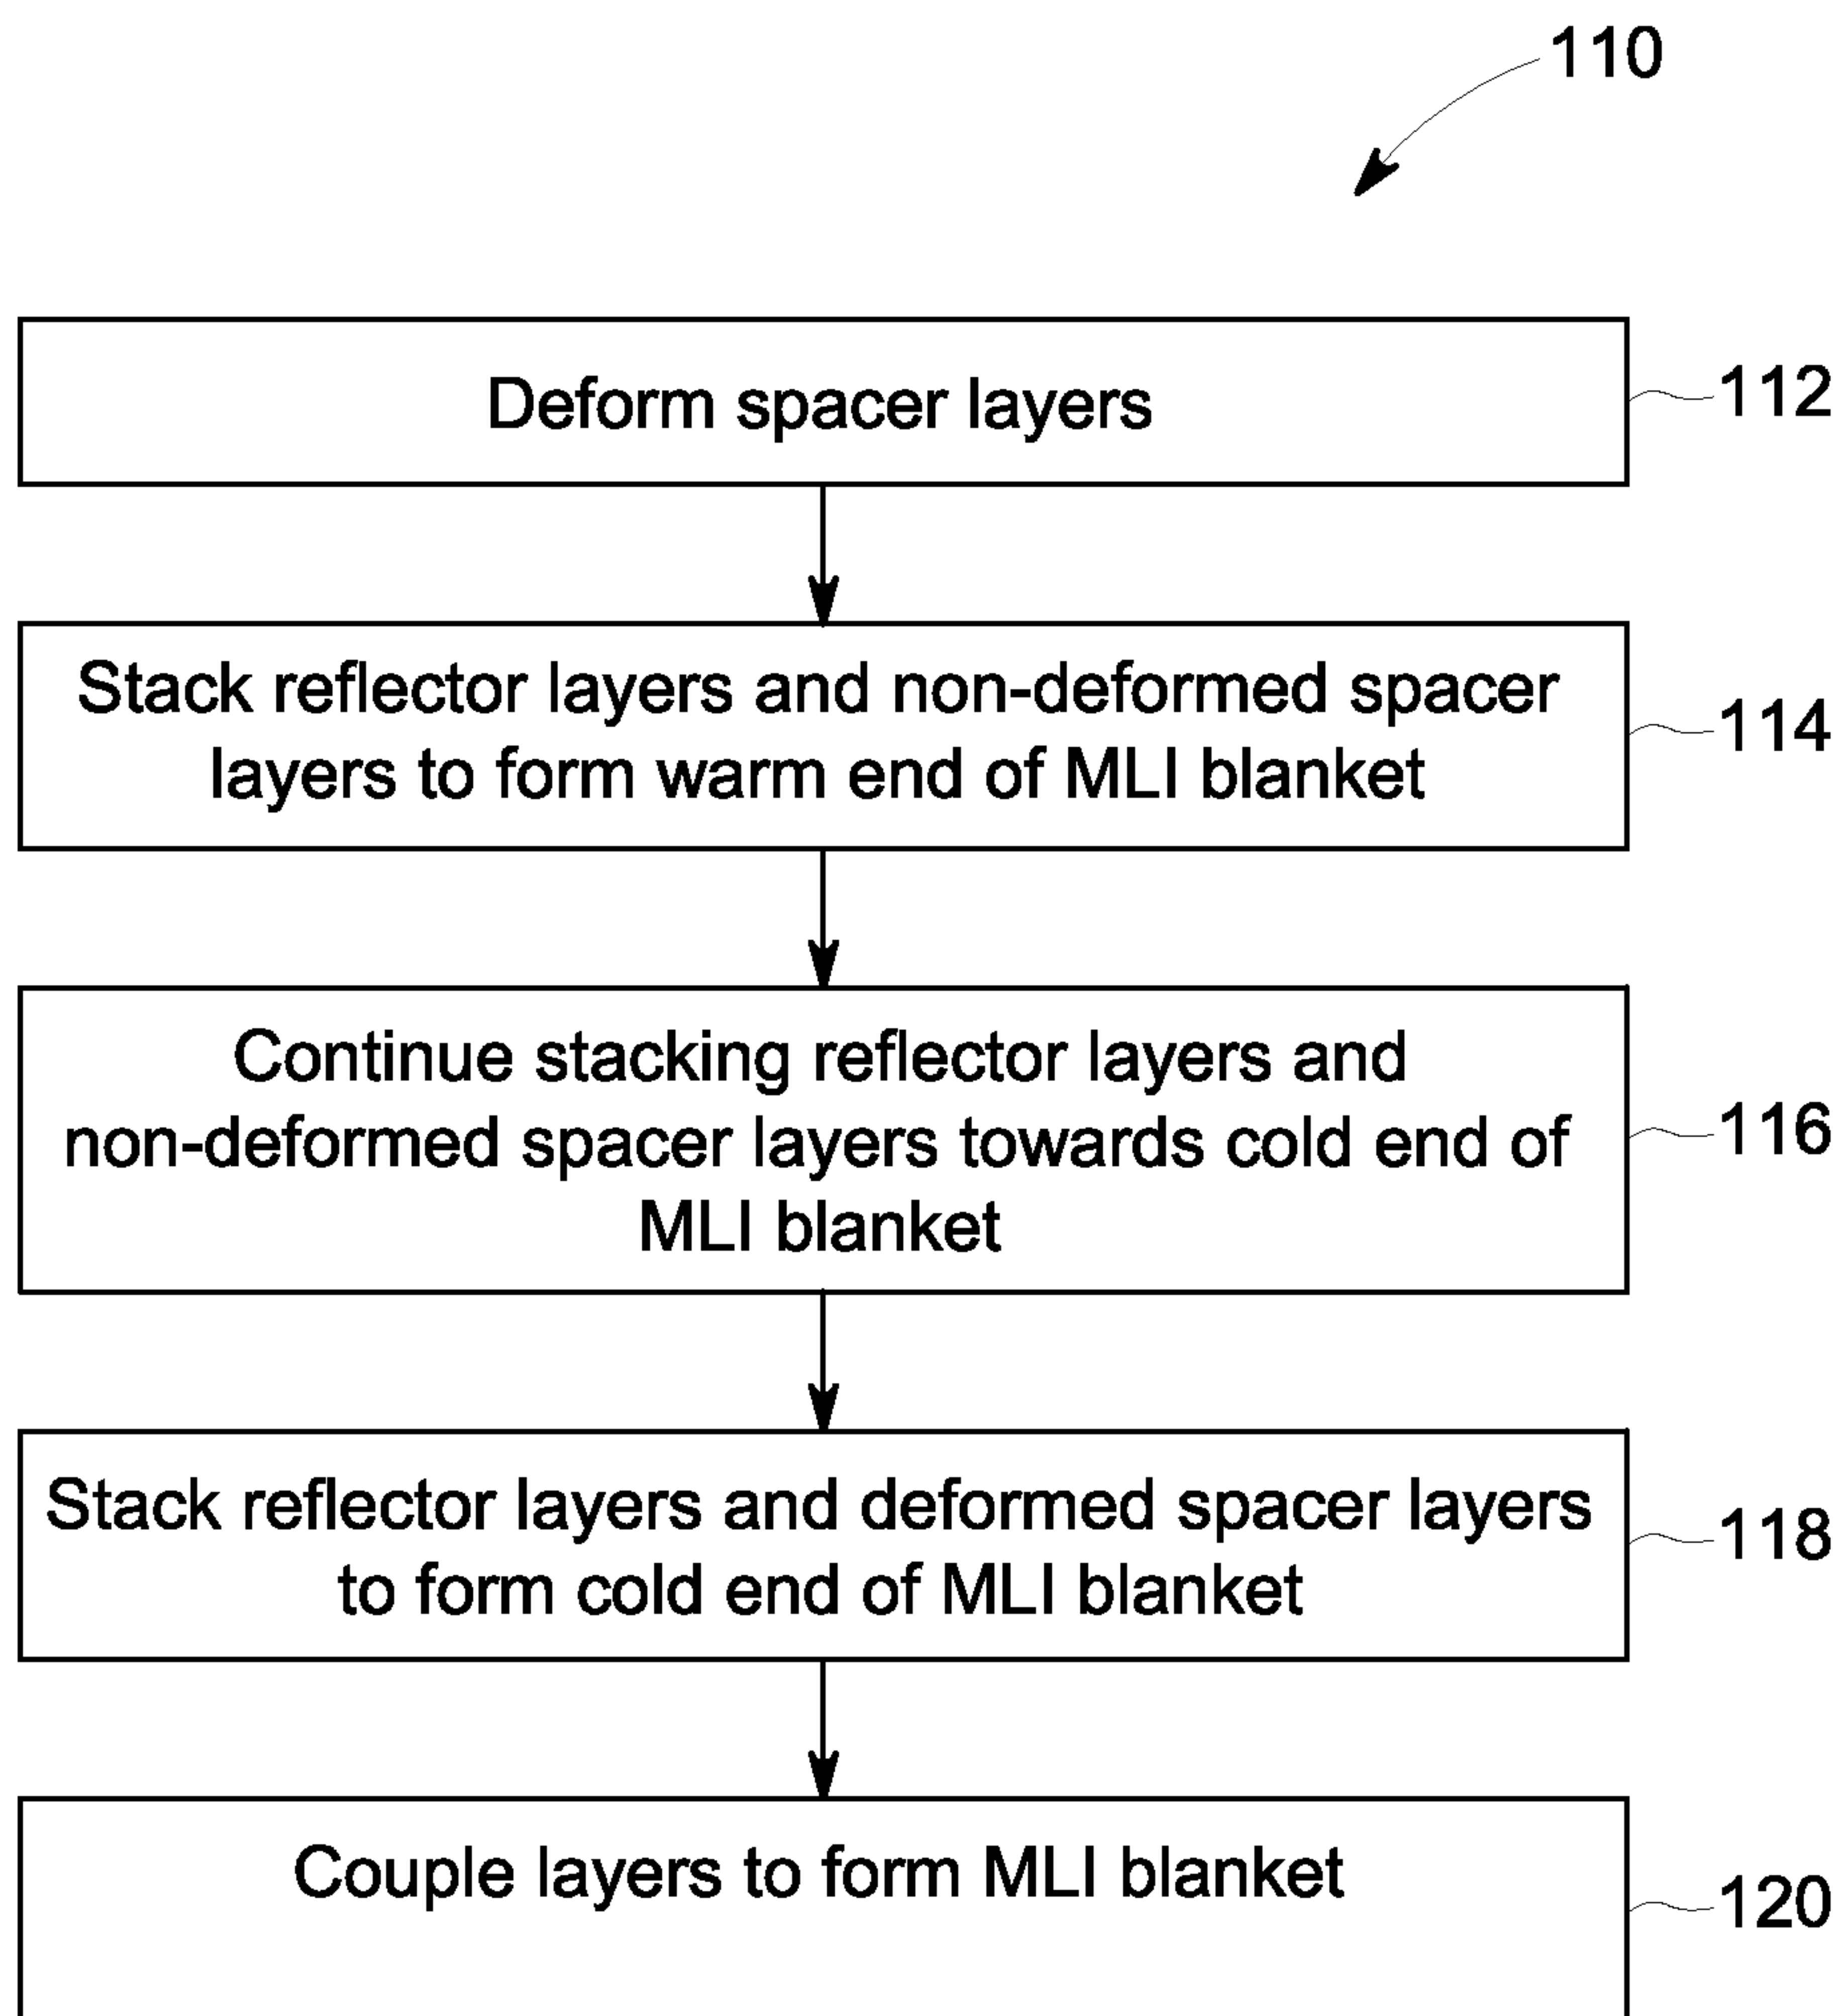 110
Deform spacer layers
112
Stack reflector layers and non-deformed spacer
layers to form warm end of MLI blanket
114
Continue stacking reflector layers and
non-deformed spacer layers towards cold end of
MLI blanket
116
Stack reflector layers and deformed spacer layers
to form cold end of MLI blanket
118
Couple layers to form MLI blanket
120